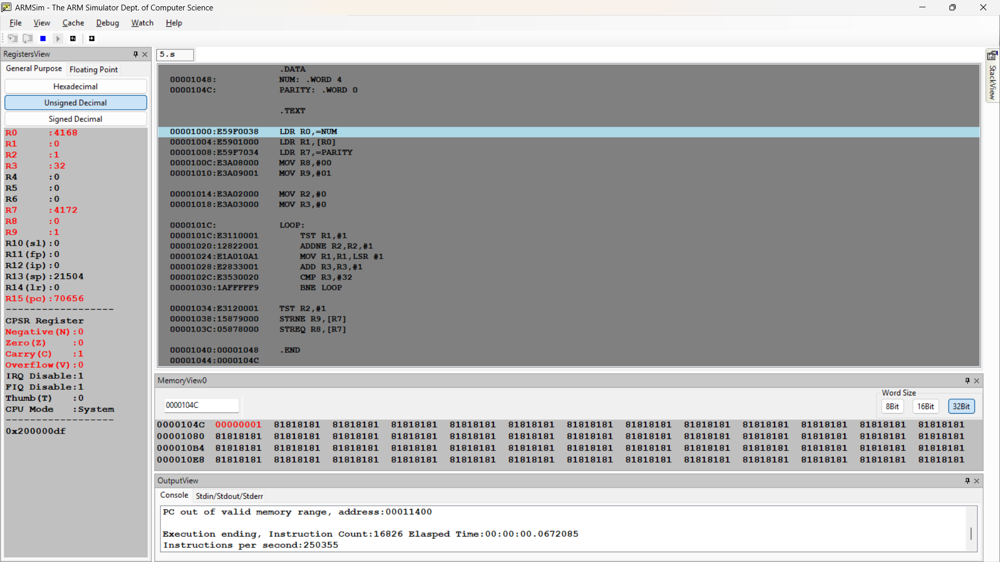 ARMSim - The ARM Simulator Dept. of Computer Science
File View Cache Debug Watch Help
RegistersView
General Purpose Floating Point
Hexadecimal
Unsigned Decimal
Signed Decimal
R0 :4168
R1 :0
R2 :1
R3 :32
R4 :0
R5 :0
R6 :0
R7 :4172
R8 :0
R9 :1
R10(sl):0
R11(fp):0
R12(ip):0
R13(sp):21504
R14(lr):0
R15(pc):70656
-------------------
CPSR Register
Negative(N):0
Zero(Z) :0
Carry(C) :1
Overflow(V):0
IRQ Disable:1
FIQ Disable:1
Thumb(T) :0
CPU Mode :System
-------------------
0x200000df
5.s
.DATA
00001048: NUM: .WORD 4
0000104C: PARITY: .WORD 0
.TEXT
00001000:E59F0038 LDR R0,=NUM
00001004:E5901000 LDR R1,[R0]
00001008:E59F7034 LDR R7,=PARITY
0000100C:E3A08000 MOV R8,#00
00001010:E3A09001 MOV R9,#01
00001014:E3A02000 MOV R2,#0
00001018:E3A03000 MOV R3,#0
0000101C: LOOP:
0000101C:E3110001 TST R1,#1
00001020:12822001 ADDNE R2,R2,#1
00001024:E1A010A1 MOV R1,R1,LSR #1
00001028:E2833001 ADD R3,R3,#1
0000102C:E3530020 CMP R3,#32
00001030:1AFFFFF9 BNE LOOP
00001034:E3120001 TST R2,#1
00001038:15879000 STRNE R9,[R7]
0000103C:05878000 STREQ R8,[R7]
00001040:00001048 .END
00001044:0000104C
StackView
MemoryView0
Word Size
0000104C 8Bit 16Bit 32Bit
0000104C 00000001 81818181 81818181 81818181 81818181 81818181 81818181 81818181 81818181 81818181 81818181 81818181 81818181
00001080 81818181 81818181 81818181 81818181 81818181 81818181 81818181 81818181 81818181 81818181 81818181 81818181 81818181
000010B4 81818181 81818181 81818181 81818181 81818181 81818181 81818181 81818181 81818181 81818181 81818181 81818181 81818181
000010E8 81818181 81818181 81818181 81818181 81818181 81818181 81818181 81818181 81818181 81818181 81818181 81818181 81818181
OutputView
Console Stdin/Stdout/Stderr
PC out of valid memory range, address:00011400
Execution ending, Instruction Count:16826 Elasped Time:00:00:00.0672085
Instructions per second:250355